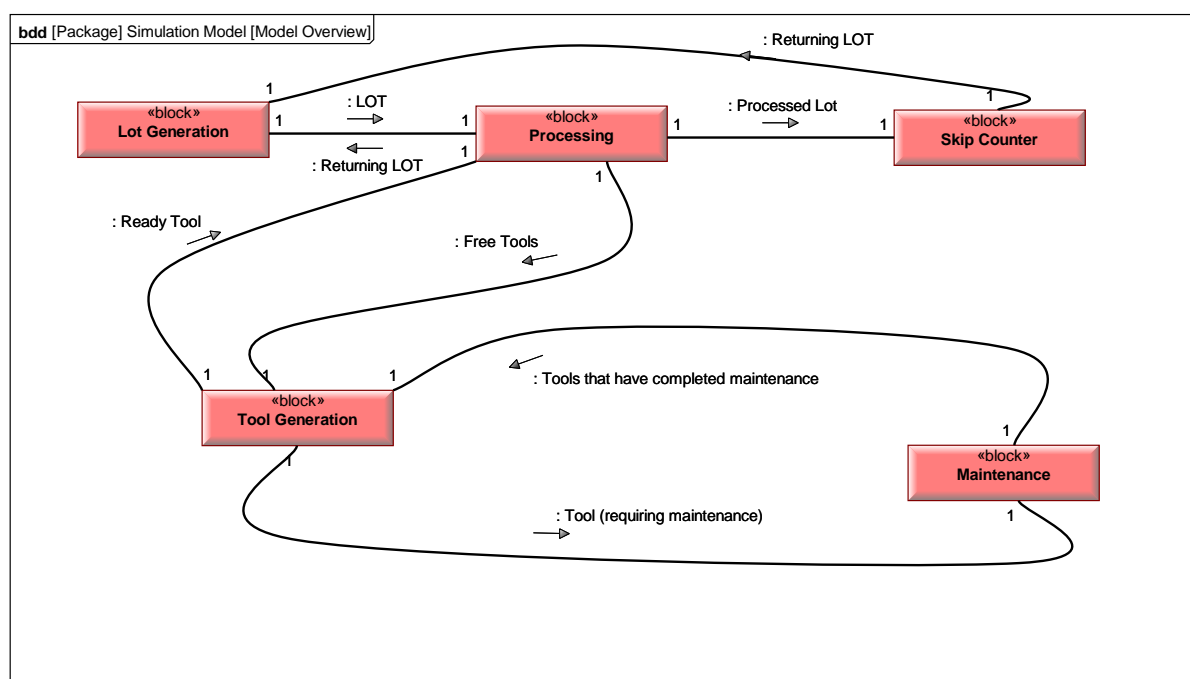 bdd [Package] Simulation Model [Model Overview]
: Returning LOT
1
1
«block»
Lot Generation
1
: LOT
: Returning LOT
1
1
«block»
Processing
1
1
: Processed Lot
1
«block»
Skip Counter
: Ready Tool
: Free Tools
1
1
1
«block»
Tool Generation
1
: Tools that have completed maintenance
1
«block»
Maintenance
1
: Tool (requiring maintenance)